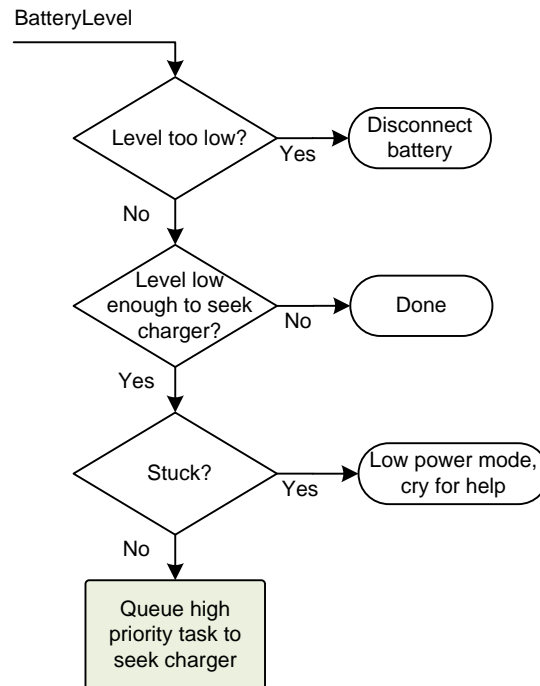 BatteryLevel
Level too low?
Yes
Disconnect
battery
No
Level low
enough to seek
charger?
No
Done
Yes
Stuck?
Yes
Low power mode,
cry for help
No
Queue high
priority task to
seek charger